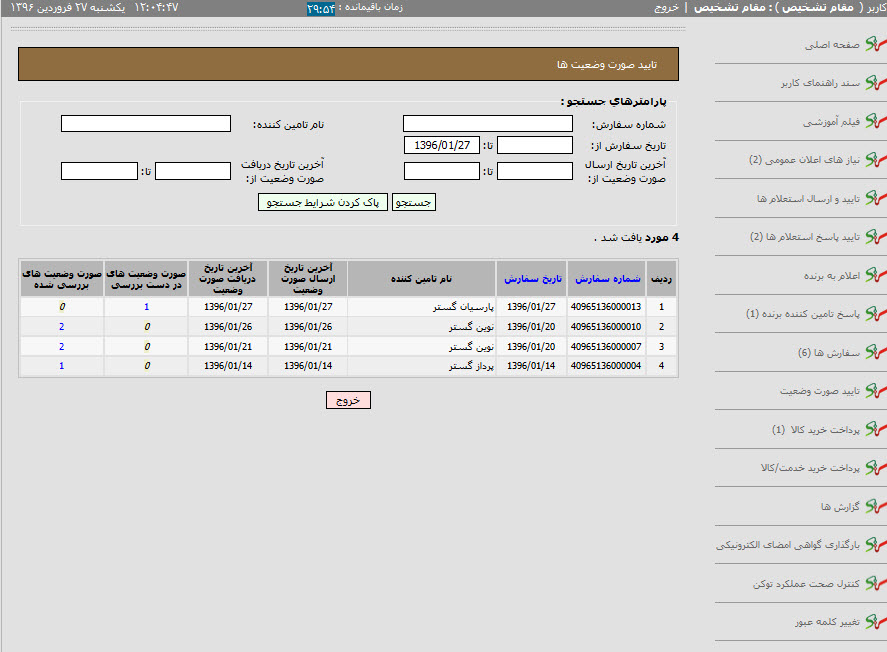 کاربر ( مقام تشخیص ) : مقام تشخیص | خروج
زمان باقیمانده : ۲۹:۵۴
۱۲:۰۴:۴۷ یکشنبه ۲۷ فروردین ۱۳۹۶
صفحه اصلی
سند راهنمای کاربر
فیلم آموزشی
نیاز های اعلان عمومی (2)
تایید و ارسال استعلام ها
تایید پاسخ استعلام ها (2)
اعلام به برنده
پاسخ تامین کننده برنده (1)
سفارش ها (6)
تایید صورت وضعیت
پرداخت خرید کالا (1)
پرداخت خرید خدمت/کالا
گزارش ها
بارگذاری گواهی امضای الکترونیکی
کنترل صحت عملکرد توکن
تغییر کلمه عبور
تایید صورت وضعیت ها
پارامترهای جستجو :
شماره سفارش: نام تامین کننده:
تاریخ سفارش از: تا: 1396/01/27
آخرین تاریخ ارسال صورت وضعیت از: تا: آخرین تاریخ دریافت صورت وضعیت از: تا:
جستجو پاک کردن شرایط جستجو
4 مورد یافت شد .
ردیف شماره سفارش تاریخ سفارش نام تامین کننده آخرین تاریخ ارسال صورت وضعیت آخرین تاریخ دریافت صورت وضعیت صورت وضعیت های در دست بررسی صورت وضعیت های بررسی شده
1 40965136000013 1396/01/27 پارسیان گستر 1396/01/27 1396/01/27 1 0
2 40965136000010 1396/01/20 نوین گستر 1396/01/26 1396/01/26 0 2
3 40965136000007 1396/01/20 نوین گستر 1396/01/21 1396/01/21 0 2
4 40965136000004 1396/01/14 پرداز گستر 1396/01/14 1396/01/14 0 1
خروج